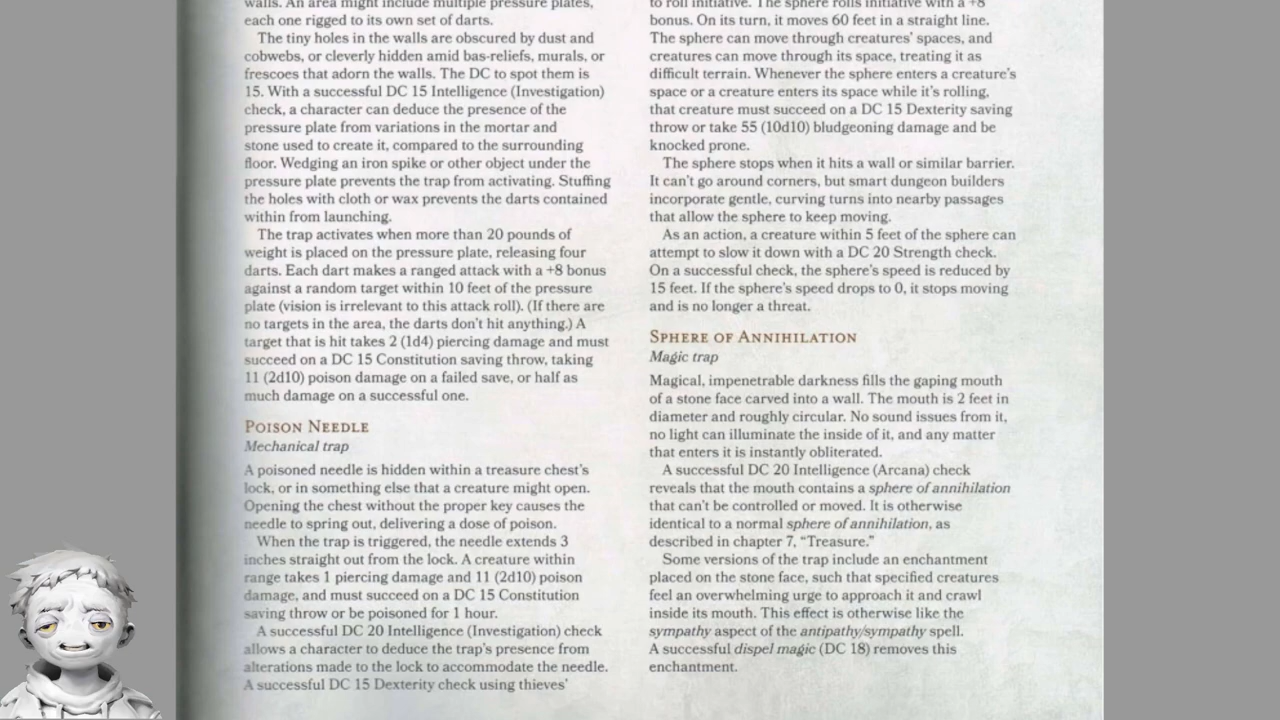 walls. An area might include multiple pressure plates,
each one rigged to its own set of darts.
The tiny holes in the walls are obscured by dust and
cobwebs, or cleverly hidden amid bas-reliefs, murals, or
frescoes that adorn the walls. The DC to spot them is
15. With a successful DC 15 Intelligence (Investigation)
check, a character can deduce the presence of the
pressure plate from variations in the mortar and
stone used to create it, compared to the surrounding
floor. Wedging an iron spike or other object under the
pressure plate prevents the trap from activating. Stuffing
the holes with cloth or wax prevents the darts contained
within from launching.
The trap activates when more than 20 pounds of
weight is placed on the pressure plate, releasing four
darts. Each dart makes a ranged attack with a +8 bonus
against a random target within 10 feet of the pressure
plate (vision is irrelevant to this attack roll). (If there are
no targets in the area, the darts don't hit anything.) A
target that is hit takes 2 (1d4) piercing damage and must
succeed on a DC 15 Constitution saving throw, taking
11 (2d10) poison damage on a failed save, or half as
much damage on a successful one.
POISON NEEDLE
Mechanical trap
A poisoned needle is hidden within a treasure chest's
lock, or in something else that a creature might open.
Opening the chest without the proper key causes the
needle to spring out, delivering a dose of poison.
When the trap is triggered, the needle extends 3
inches straight out from the lock. A creature within
range takes 1 piercing damage and 11 (2d10) poison
damage, and must succeed on a DC 15 Constitution
saving throw or be poisoned for 1 hour.
A successful DC 20 Intelligence (Investigation) check
allows a character to deduce the trap's presence from
alterations made to the lock to accommodate the needle.
A successful DC 15 Dexterity check using thieves'
to roll initiative. The sphere rolls initiative with a +8
bonus. On its turn, it moves 60 feet in a straight line.
The sphere can move through creatures' spaces, and
creatures can move through its space, treating it as
difficult terrain. Whenever the sphere enters a creature's
space or a creature enters its space while it's rolling,
that creature must succeed on a DC 15 Dexterity saving
throw or take 55 (10d10) bludgeoning damage and be
knocked prone.
The sphere stops when it hits a wall or similar barrier.
It can't go around corners, but smart dungeon builders
incorporate gentle, curving turns into nearby passages
that allow the sphere to keep moving.
As an action, a creature within 5 feet of the sphere can
attempt to slow it down with a DC 20 Strength check.
On a successful check, the sphere's speed is reduced by
15 feet. If the sphere's speed drops to 0, it stops moving
and is no longer a threat.
SPHERE OF ANNIHILATION
Magic trap
Magical, impenetrable darkness fills the gaping mouth
of a stone face carved into a wall. The mouth is 2 feet in
diameter and roughly circular. No sound issues from it,
no light can illuminate the inside of it, and any matter
that enters it is instantly obliterated.
A successful DC 20 Intelligence (Arcana) check
reveals that the mouth contains a sphere of annihilation
that can't be controlled or moved. It is otherwise
identical to a normal sphere of annihilation, as
described in chapter 7, "Treasure."
Some versions of the trap include an enchantment
placed on the stone face, such that specified creatures
feel an overwhelming urge to approach it and crawl
inside its mouth. This effect is otherwise like the
sympathy aspect of the antipathy/sympathy spell.
A successful dispel magic (DC 18) removes this
enchantment.